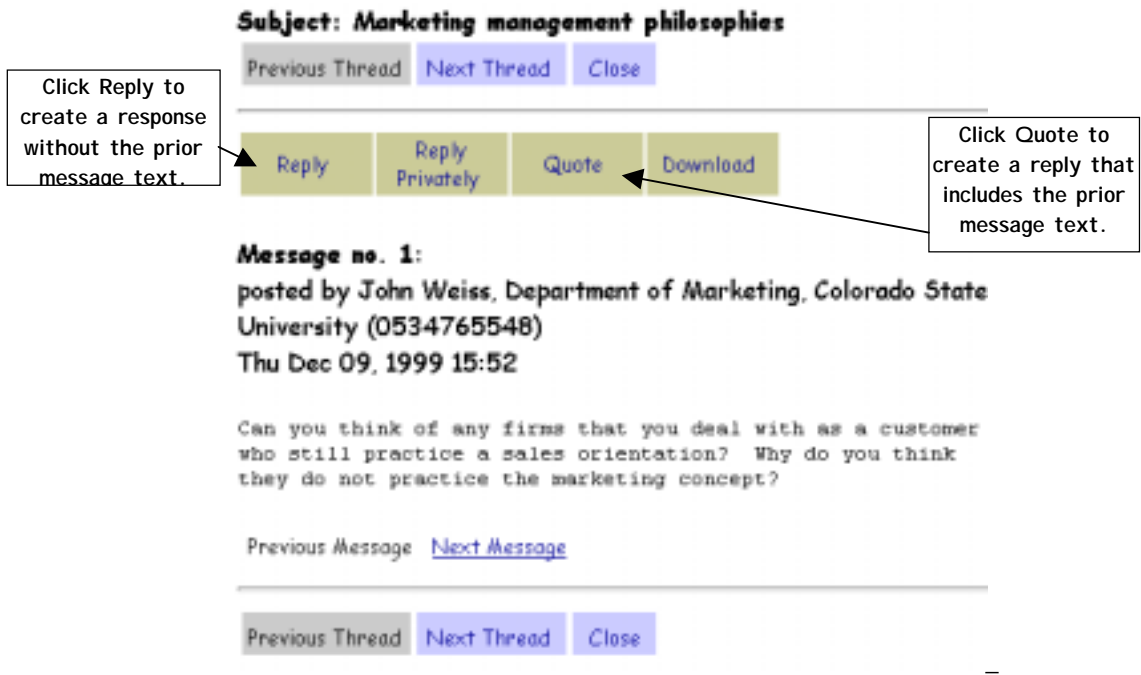 Subject: Marketing management philosophies
Previous Thread Next Thread Close
Click Reply to
create a response
without the prior
message text.
Reply
Reply
Privately
Quote
Download
Click Quote to
create a reply that
includes the prior
message text.
Message no. 1:
posted by John Weiss, Department of Marketing, Colorado State
University (0534765548)
Thu Dec 09, 1999 15:52
Can you think of any firms that you deal with as a customer
who still practice a sales orientation? Why do you think
they do not practice the marketing concept?
Previous Message Next Message
Previous Thread Next Thread Close